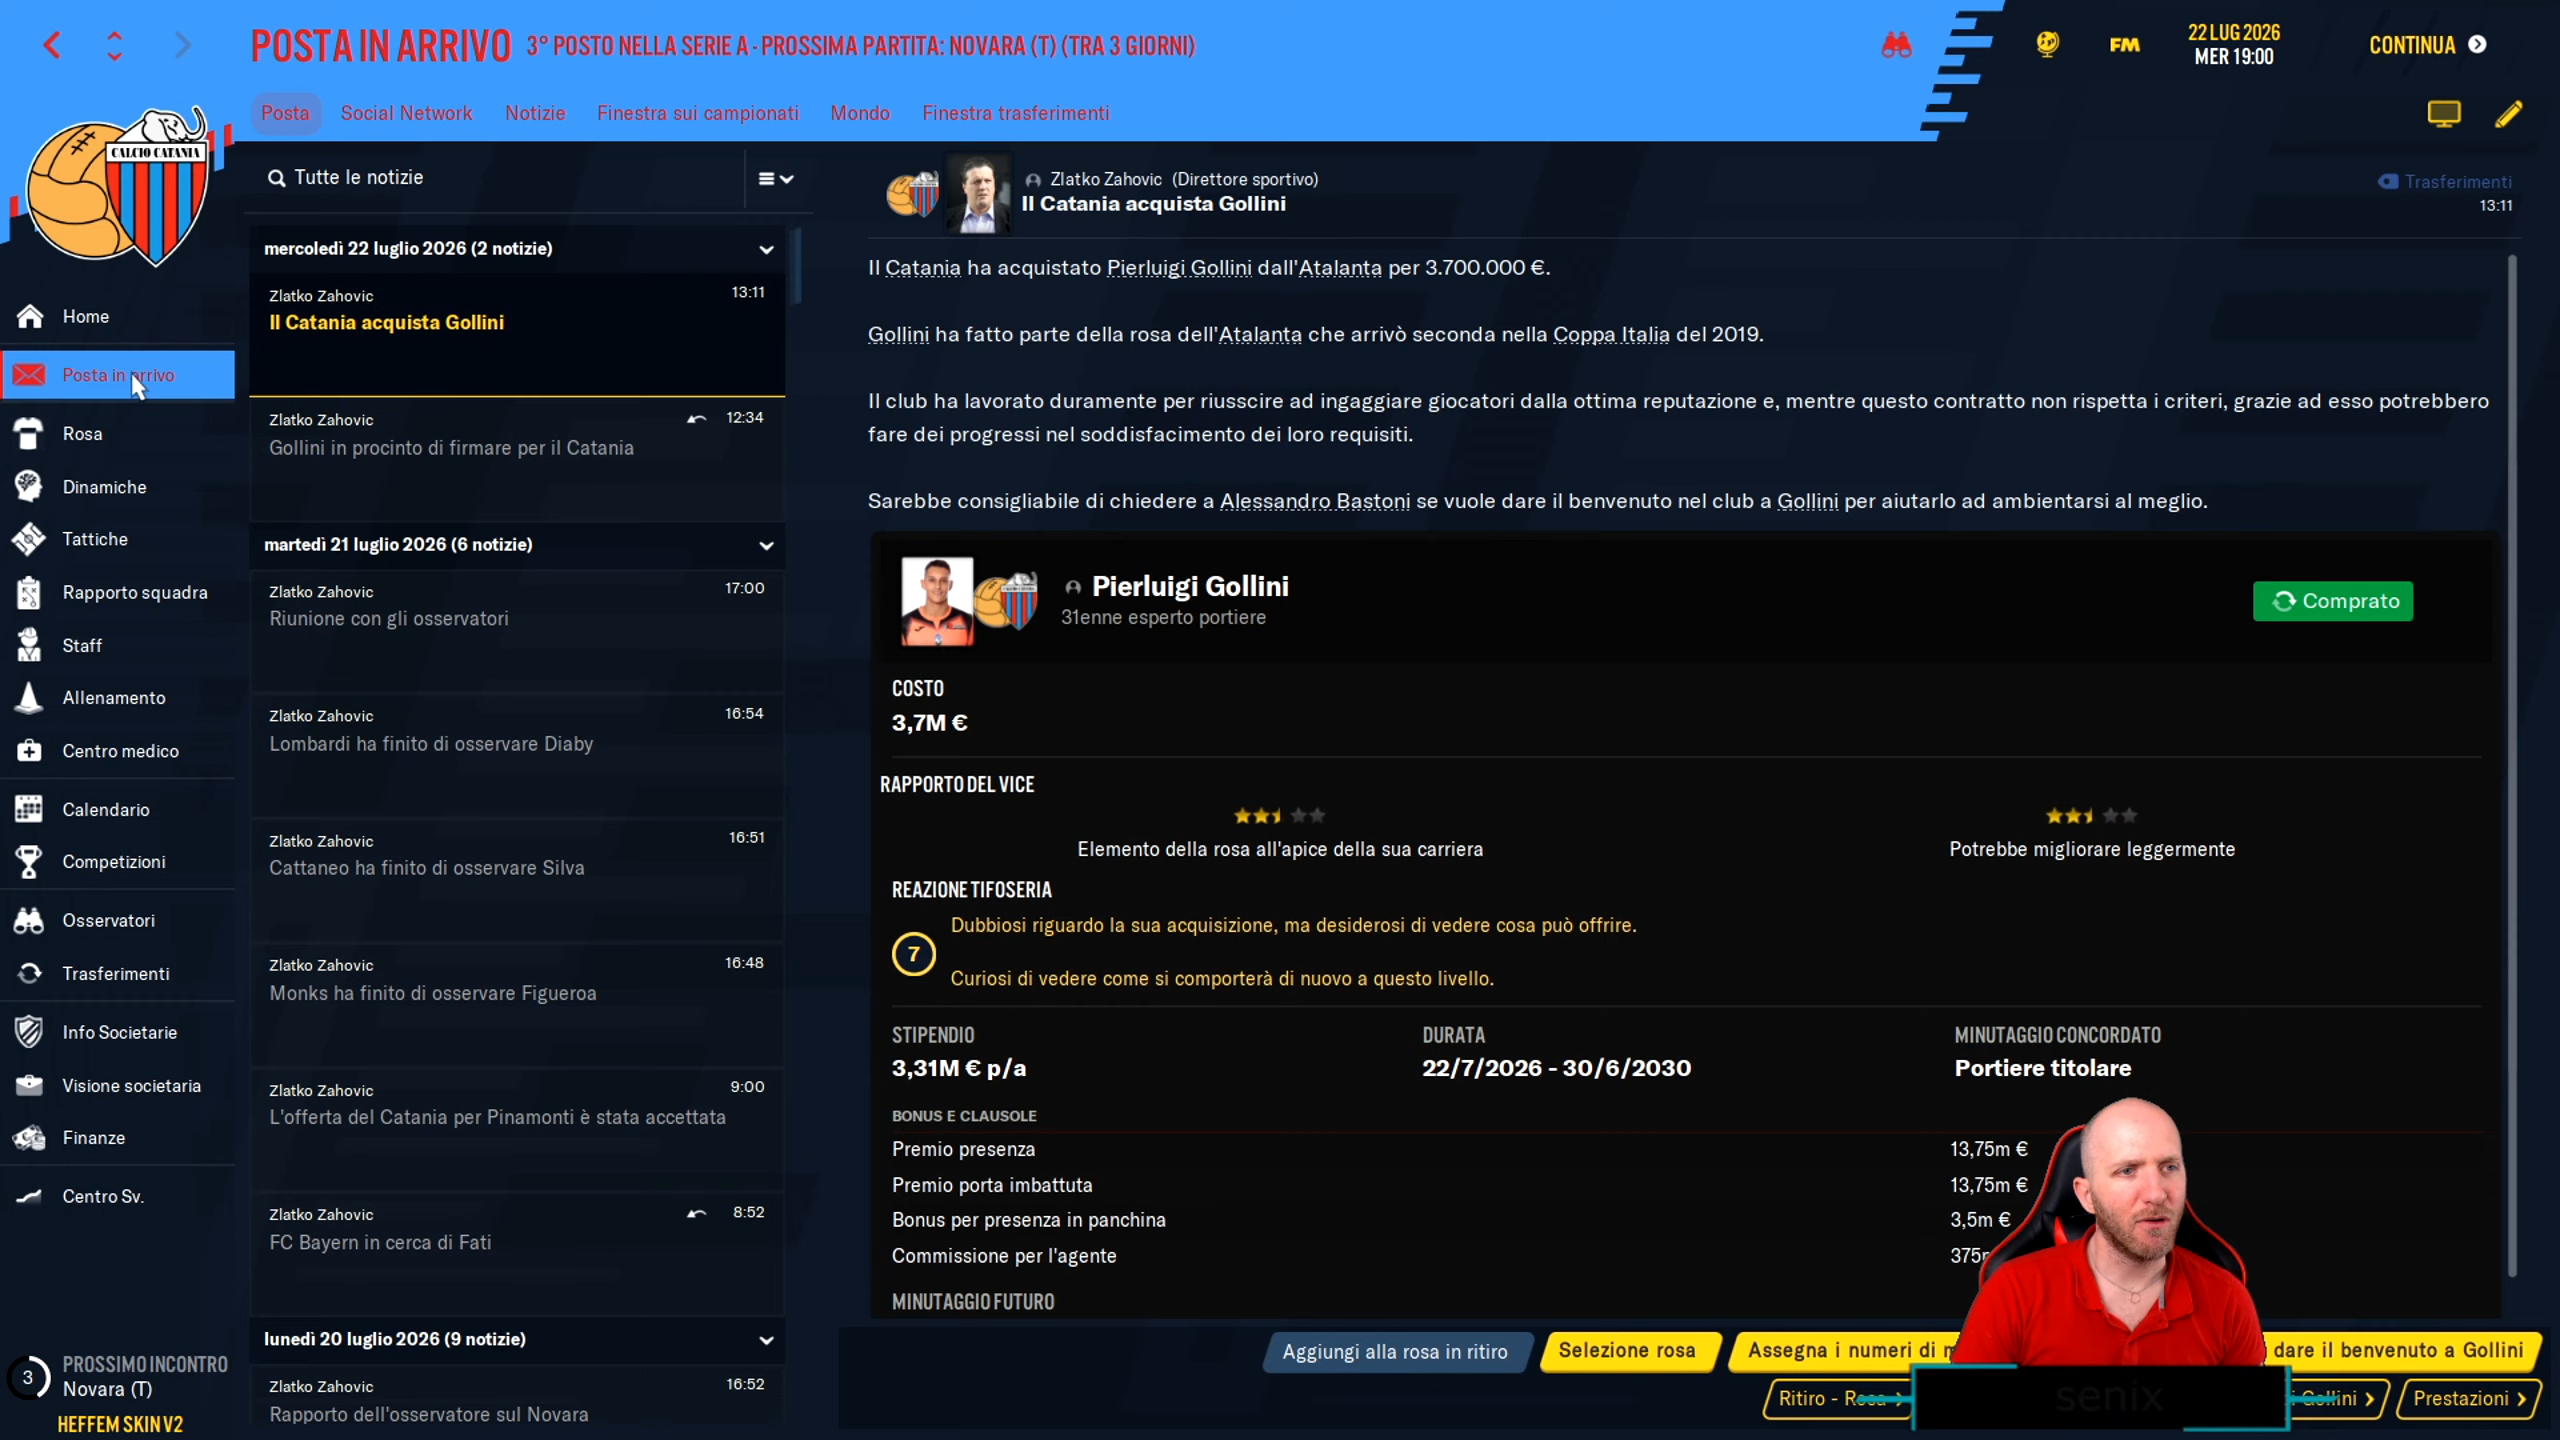 POSTA IN ARRIVO
3° POSTO NELLA SERIE A - PROSSIMA PARTITA: NOVARA (T) (TRA 3 GIORNI)
FM
22 LUG 2026
MER 19:00
CONTINUA
Posta
Social Network
Notizie
Finestra sui campionati
Mondo
Finestra trasferimenti
CALCIO CATANIA
Home
Posta in arrivo
Rosa
Dinamiche
Tattiche
Rapporto squadra
Staff
Allenamento
Centro medico
Calendario
Competizioni
Osservatori
Trasferimenti
Info Societarie
Visione societaria
Finanze
Centro Sv.
3
PROSSIMO INCONTRO
Novara (T)
HEFFEM SKIN V2
Tutte le notizie
mercoledì 22 luglio 2026 (2 notizie)
Zlatko Zahovic 13:11
Il Catania acquista Gollini
Zlatko Zahovic 12:34
Gollini in procinto di firmare per il Catania
martedì 21 luglio 2026 (6 notizie)
Zlatko Zahovic 17:00
Riunione con gli osservatori
Zlatko Zahovic 16:54
Lombardi ha finito di osservare Diaby
Zlatko Zahovic 16:51
Cattaneo ha finito di osservare Silva
Zlatko Zahovic 16:48
Monks ha finito di osservare Figueroa
Zlatko Zahovic 9:00
L'offerta del Catania per Pinamonti è stata accettata
Zlatko Zahovic 8:52
FC Bayern in cerca di Fati
lunedì 20 luglio 2026 (9 notizie)
Zlatko Zahovic 16:52
Rapporto dell'osservatore sul Novara
Zlatko Zahovic (Direttore sportivo)
Il Catania acquista Gollini
Trasferimenti
13:11
Il Catania ha acquistato Pierluigi Gollini dall'Atalanta per 3.700.000 €.
Gollini ha fatto parte della rosa dell'Atalanta che arrivò seconda nella Coppa Italia del 2019.
Il club ha lavorato duramente per riusscire ad ingaggiare giocatori dalla ottima reputazione e, mentre questo contratto non rispetta i criteri, grazie ad esso potrebbero
fare dei progressi nel soddisfacimento dei loro requisiti.
Sarebbe consigliabile di chiedere a Alessandro Bastoni se vuole dare il benvenuto nel club a Gollini per aiutarlo ad ambientarsi al meglio.
Pierluigi Gollini
31enne esperto portiere
Comprato
COSTO
3,7M €
RAPPORTO DEL VICE
Elemento della rosa all'apice della sua carriera
Potrebbe migliorare leggermente
REAZIONE TIFOSERIA
7
Dubbiosi riguardo la sua acquisizione, ma desiderosi di vedere cosa può offrire.
Curiosi di vedere come si comporterà di nuovo a questo livello.
STIPENDIO
3,31M € p/a
DURATA
22/7/2026 - 30/6/2030
MINUTAGGIO CONCORDATO
Portiere titolare
BONUS E CLAUSOLE
Premio presenza 13,75m €
Premio porta imbattuta 13,75m €
Bonus per presenza in panchina 3,5m €
Commissione per l'agente 375
MINUTAGGIO FUTURO
Aggiungi alla rosa in ritiro
Selezione rosa
Assegna i numeri di
dare il benvenuto a Gollini
Ritiro - Rosa
Gollini
Prestazioni
senix